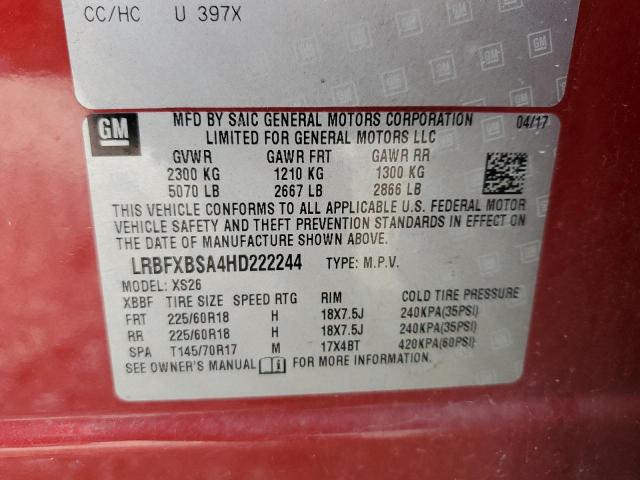 CC/HC U 397X
GM
GM
GM
MFD BY SAIC GENERAL MOTORS CORPORATION 04/17
LIMITED FOR GENERAL MOTORS LLC
GVWR GAWR FRT GAWR RR
2300 KG 1210 KG 1300 KG
5070 LB 2667 LB 2866 LB
THIS VEHICLE CONFORMS TO ALL APPLICABLE U.S. FEDERAL MOTOR
VEHICLE SAFETY AND THEFT PREVENTION STANDARDS IN EFFECT ON
THE DATE OF MANUFACTURE SHOWN ABOVE.
LRBFXBSA4HD222244 TYPE: M.P.V.
MODEL: XS26
XBBF TIRE SIZE SPEED RTG RIM COLD TIRE PRESSURE
FRT 225/60R18 H 18X7.5J 240KPA(35PSI)
RR 225/60R18 H 18X7.5J 240KPA(35PSI)
SPA T145/70R17 M 17X4BT 420KPA(60PSI)
SEE OWNER'S MANUAL FOR MORE INFORMATION.